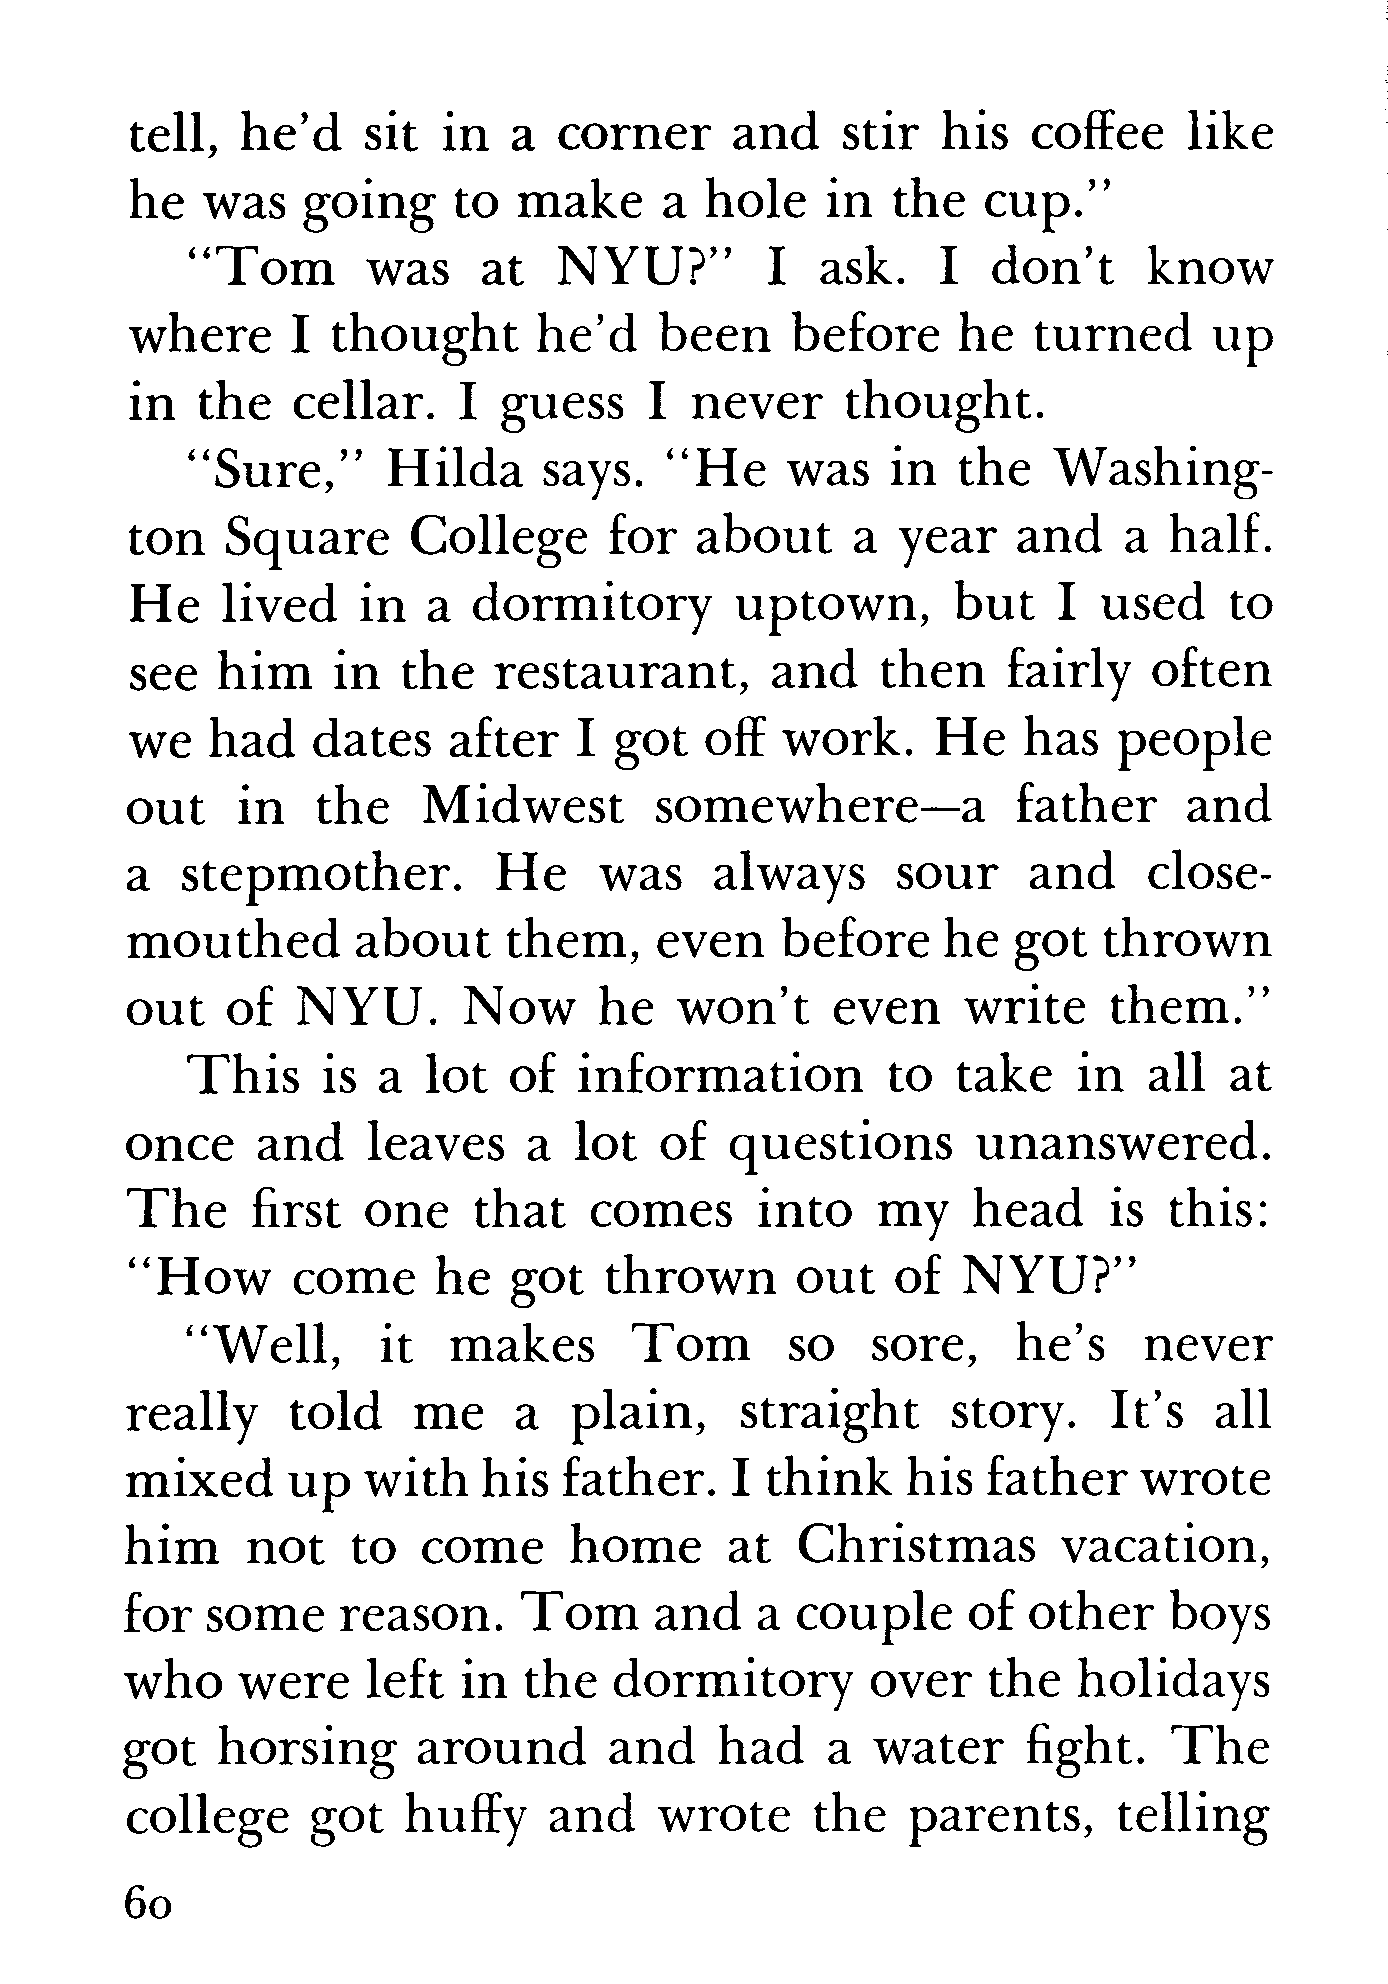 tell, he'd sit in a corner and stir his coffee like
he was going to make a hole in the cup."
"Tom was at NYU?" I ask. I don't know
where I thought he'd been before he turned up
in the cellar. I guess I never thought.
"Sure," Hilda says. "He was in the Washing-
ton Square College for about a year and a half.
He lived in a dormitory uptown, but I used to
see him in the restaurant, and then fairly often
we had dates after I got off work. He has people
out in the Midwest somewhere—a father and
a stepmother. He was always sour and close-
mouthed about them, even before he got thrown
out of NYU. Now he won't even write them."
This is a lot of information to take in all at
once and leaves a lot of questions unanswered.
The first one that comes into my head is this:
"How come he got thrown out of NYU?"
"Well, it makes Tom so sore, he's never
really told me a plain, straight story. It's all
mixed up with his father. I think his father wrote
him not to come home at Christmas vacation,
for some reason. Tom and a couple of other boys
who were left in the dormitory over the holidays
got horsing around and had a water fight. The
college got huffy and wrote the parents, telling
60